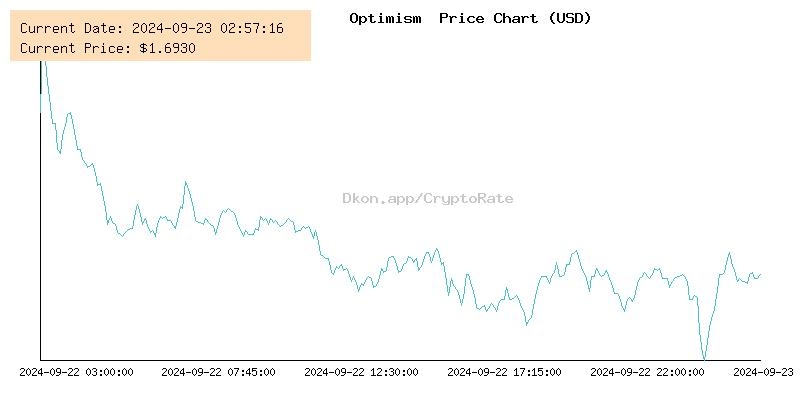 Optimism  Price Chart (USD)
Current Date: 2024-09-23 02:57:16
Current Price: $1.6930
Dkon.app/CryptoRate
2024-09-22 03:00:00 2024-09-22 07:45:00 2024-09-22 12:30:00 2024-09-22 17:15:00 2024-09-22 22:00:00 2024-09-23